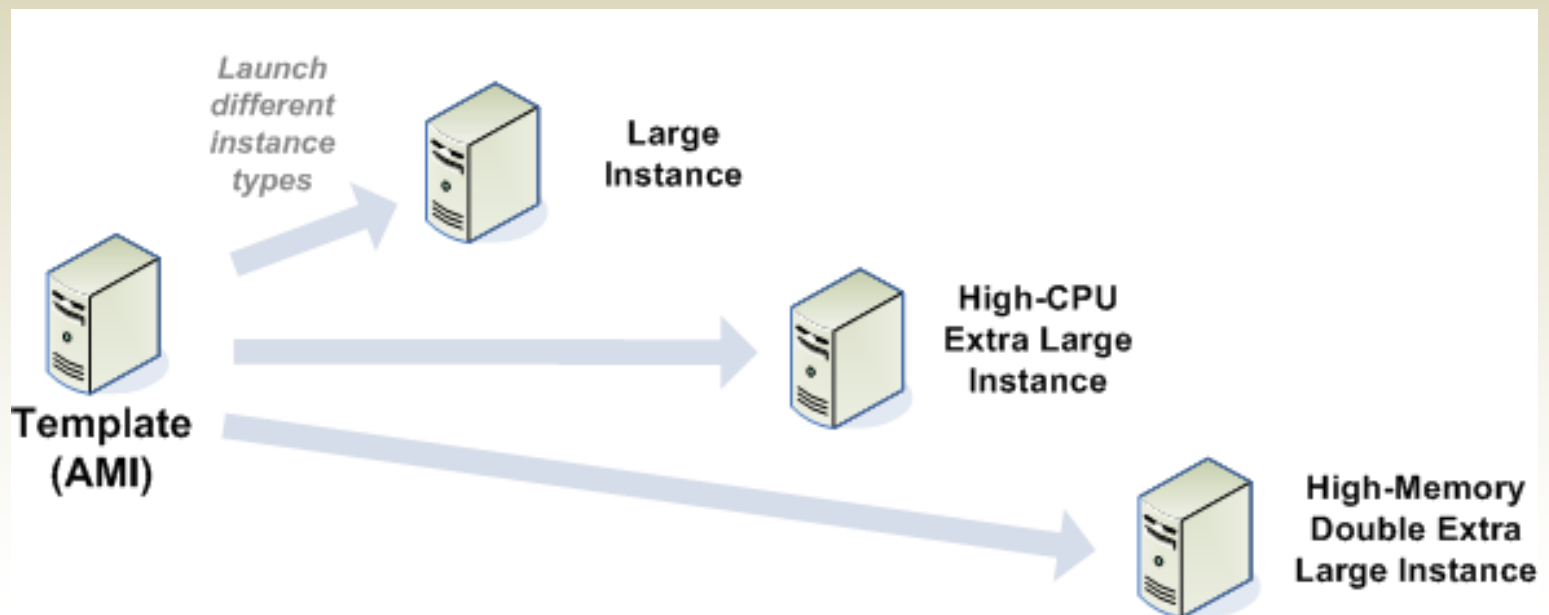 Launch
different
instance
types
Large
Instance
High-CPU
Extra Large
Instance
Template
(AMI)
High-Memory
Double Extra
Large Instance